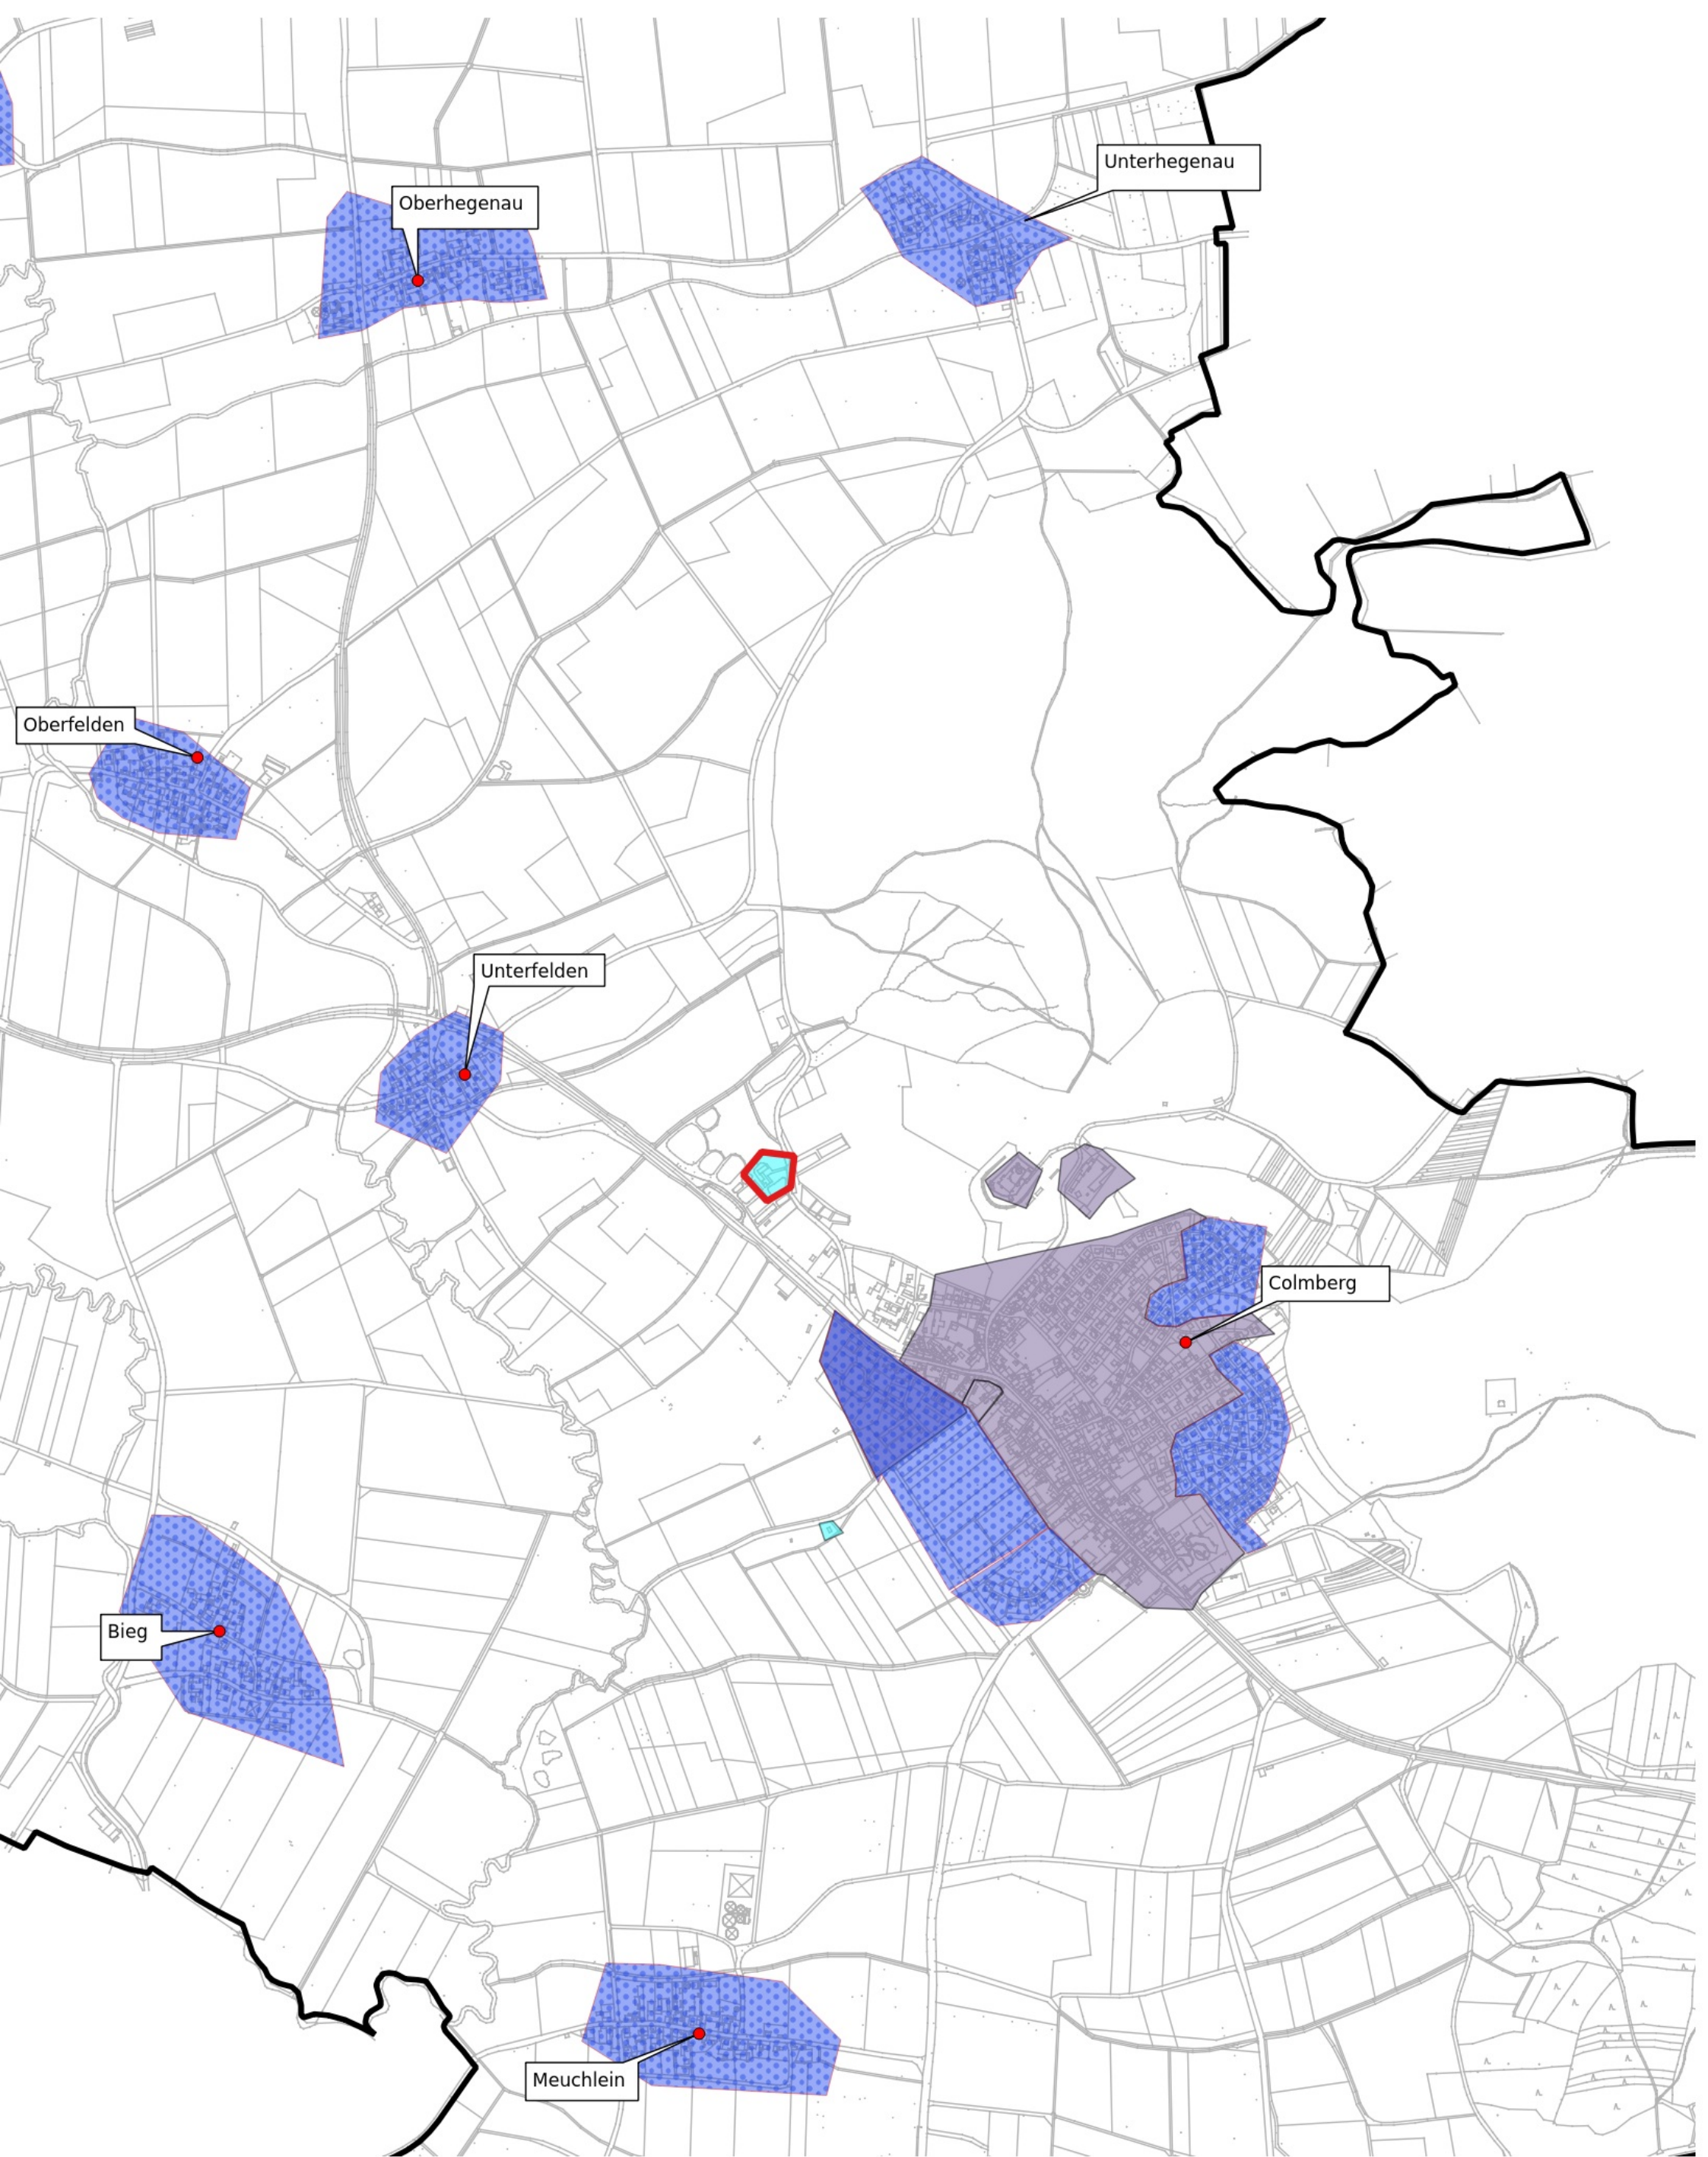 Unterhegenau
Oberhegenau
Oberfelden
Unterfelden
Colmberg
Bieg
Meuchlein